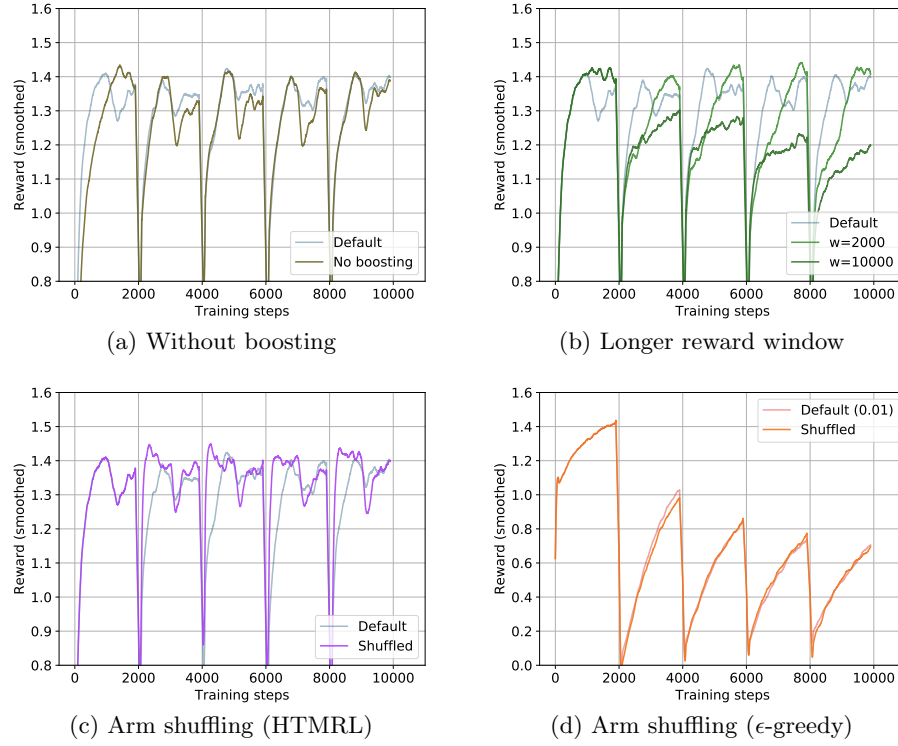 1.6
1.5
1.4
1.3
1.2
1.1
1.0
0.9
0.8
Reward (smoothed)
0 2000 4000 6000 8000 10000
Training steps
Default
No boosting
(a) Without boosting
1.6
1.5
1.4
1.3
1.2
1.1
1.0
0.9
0.8
Reward (smoothed)
0 2000 4000 6000 8000 10000
Training steps
Default
w=2000
w=10000
(b) Longer reward window
1.6
1.5
1.4
1.3
1.2
1.1
1.0
0.9
0.8
Reward (smoothed)
0 2000 4000 6000 8000 10000
Training steps
Default
Shuffled
(c) Arm shuffling (HTMRL)
1.6
1.4
1.2
1.0
0.8
0.6
0.4
0.2
0.0
Reward (smoothed)
0 2000 4000 6000 8000 10000
Training steps
Default (0.01)
Shuffled
(d) Arm shuffling (ϵ-greedy)